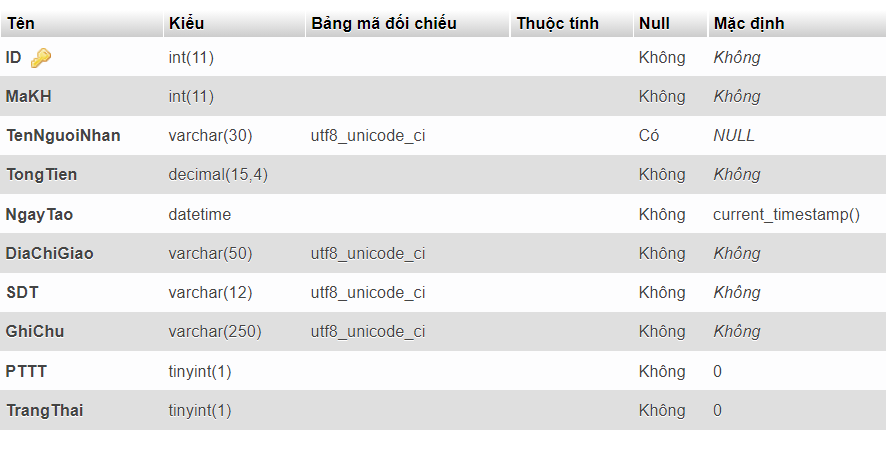 Tên Kiểu Bảng mã đối chiếu Thuộc tính Null Mặc định
ID int(11) Không Không
MaKH int(11) Không Không
TenNguoiNhan varchar(30) utf8_unicode_ci Có NULL
TongTien decimal(15,4) Không Không
NgayTao datetime Không current_timestamp()
DiaChiGiao varchar(50) utf8_unicode_ci Không Không
SDT varchar(12) utf8_unicode_ci Không Không
GhiChu varchar(250) utf8_unicode_ci Không Không
PTTT tinyint(1) Không 0
TrangThai tinyint(1) Không 0